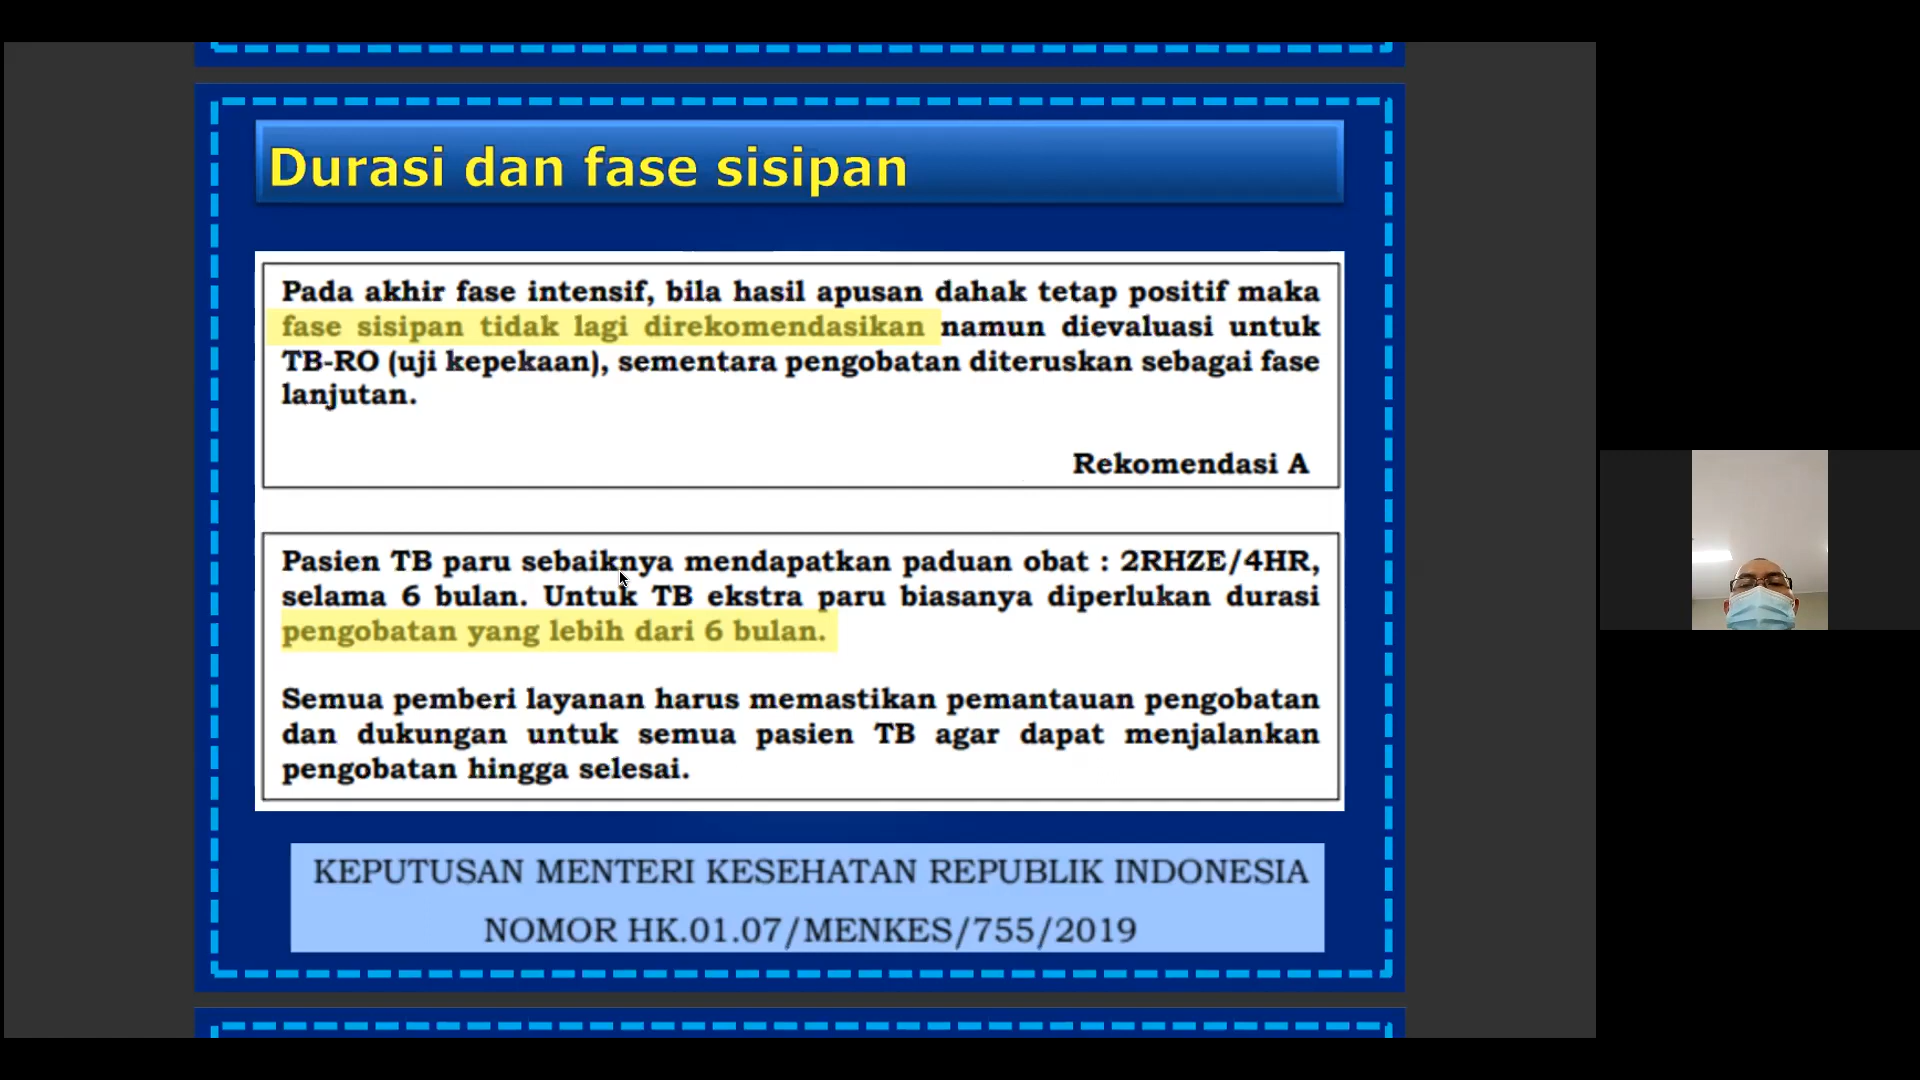 Durasi dan fase sisipan
Pada akhir fase intensif, bila hasil apusan dahak tetap positif maka
fase sisipan tidak lagi direkomendasikan namun dievaluasi untuk
TB-RO (uji kepekaan), sementara pengobatan diteruskan sebagai fase
lanjutan.
Rekomendasi A
Pasien TB paru sebaiknya mendapatkan paduan obat : 2RHZE/4HR,
selama 6 bulan. Untuk TB ekstra paru biasanya diperlukan durasi
pengobatan yang lebih dari 6 bulan.
Semua pemberi layanan harus memastikan pemantauan pengobatan
dan dukungan untuk semua pasien TB agar dapat menjalankan
pengobatan hingga selesai.
KEPUTUSAN MENTERI KESEHATAN REPUBLIK INDONESIA
NOMOR HK.01.07/MENKES/755/2019